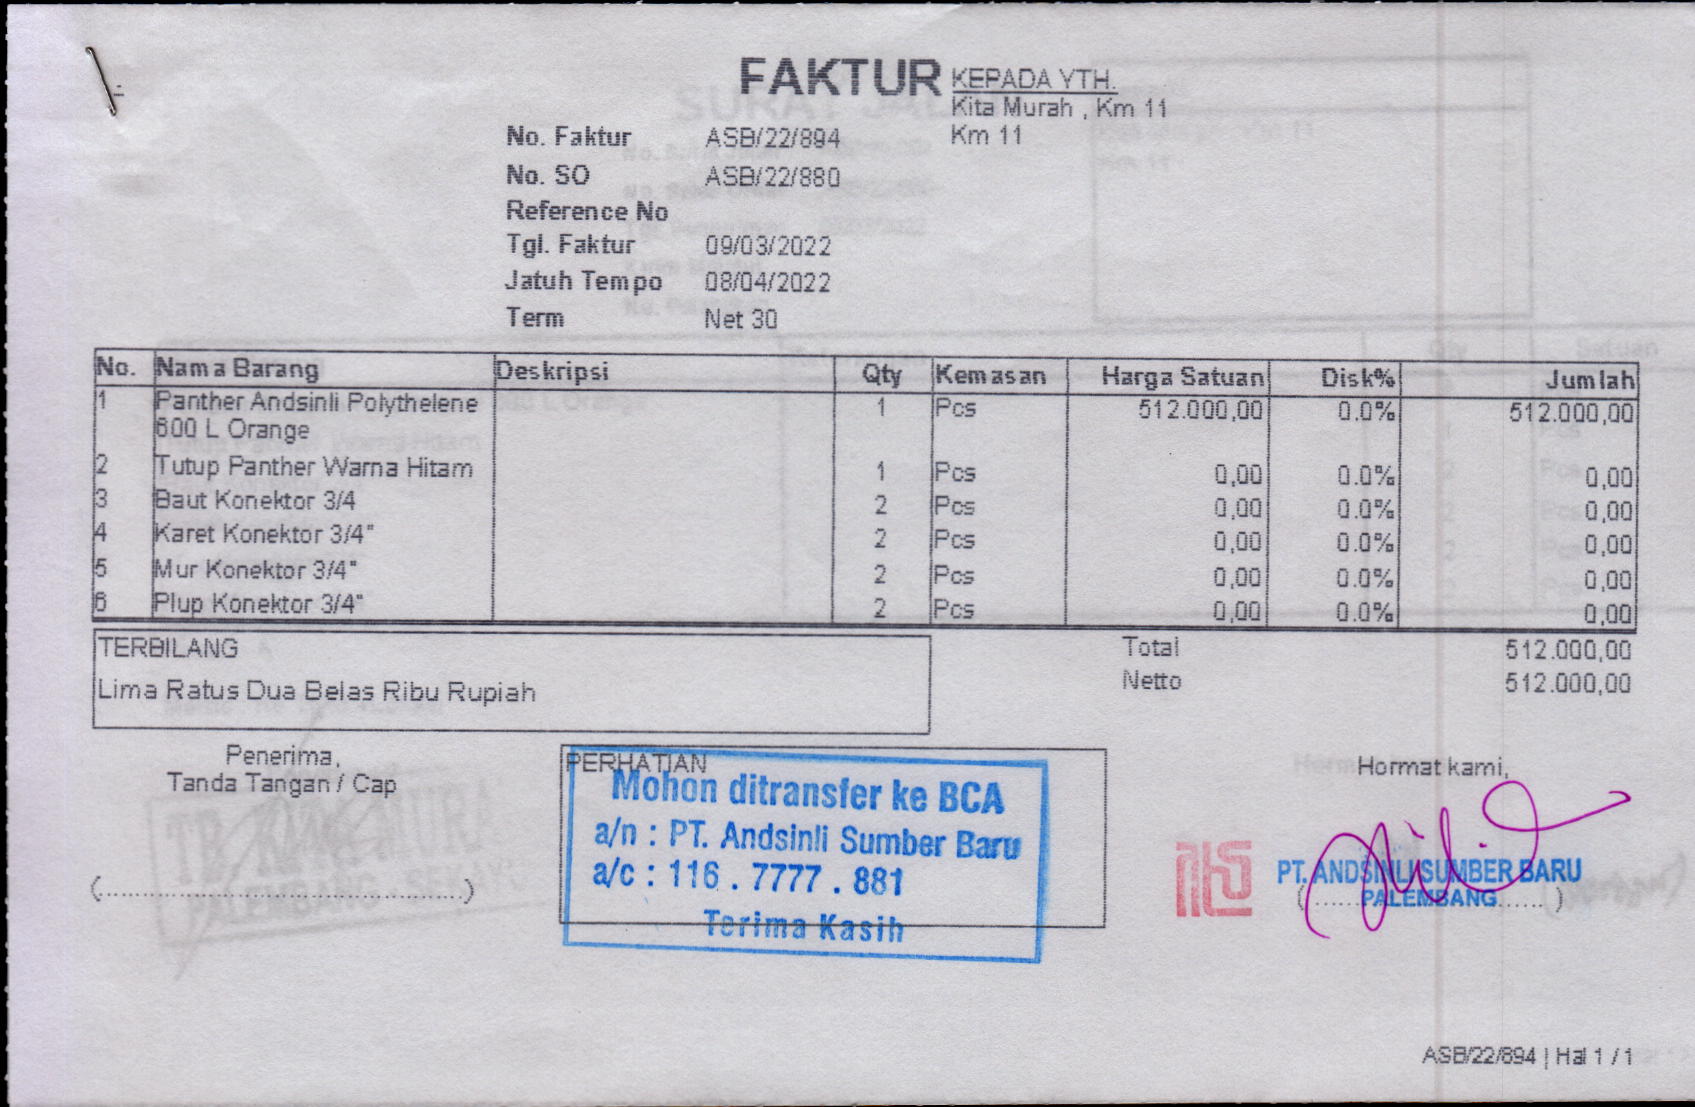 FAKTUR
KEPADA YTH.
Kita Murah , Km 11
Km 11
No. Faktur ASB/22/894
No. SO ASB/22/880
Reference No
Tgl. Faktur 09/03/2022
Jatuh Tempo 08/04/2022
Term Net 30
No. Nama Barang Deskripsi Qty Kemasan Harga Satuan Disk% Jumlah
1 Panther Andsinli Polythelene 1 Pcs 512.000,00 0.0% 512.000,00
600 L Orange
2 Tutup Panther Warna Hitam 1 Pcs 0,00 0.0% 0,00
3 Baut Konektor 3/4 2 Pcs 0,00 0.0% 0,00
4 Karet Konektor 3/4" 2 Pcs 0,00 0.0% 0,00
5 Mur Konektor 3/4" 2 Pcs 0,00 0.0% 0,00
6 Plup Konektor 3/4" 2 Pcs 0,00 0.0% 0,00
TERBILANG
Lima Ratus Dua Belas Ribu Rupiah
Total 512.000,00
Netto 512.000,00
Penerima,
Tanda Tangan / Cap
(........................................)
PERHATIAN
Mohon ditransfer ke BCA
a/n : PT. Andsinli Sumber Baru
a/c : 116 . 7777 . 881
Terima Kasih
Hormat kami,
PT. ANDSINLI SUMBER BARU
PALEMBANG
ASB/22/894 | Hal 1 / 1